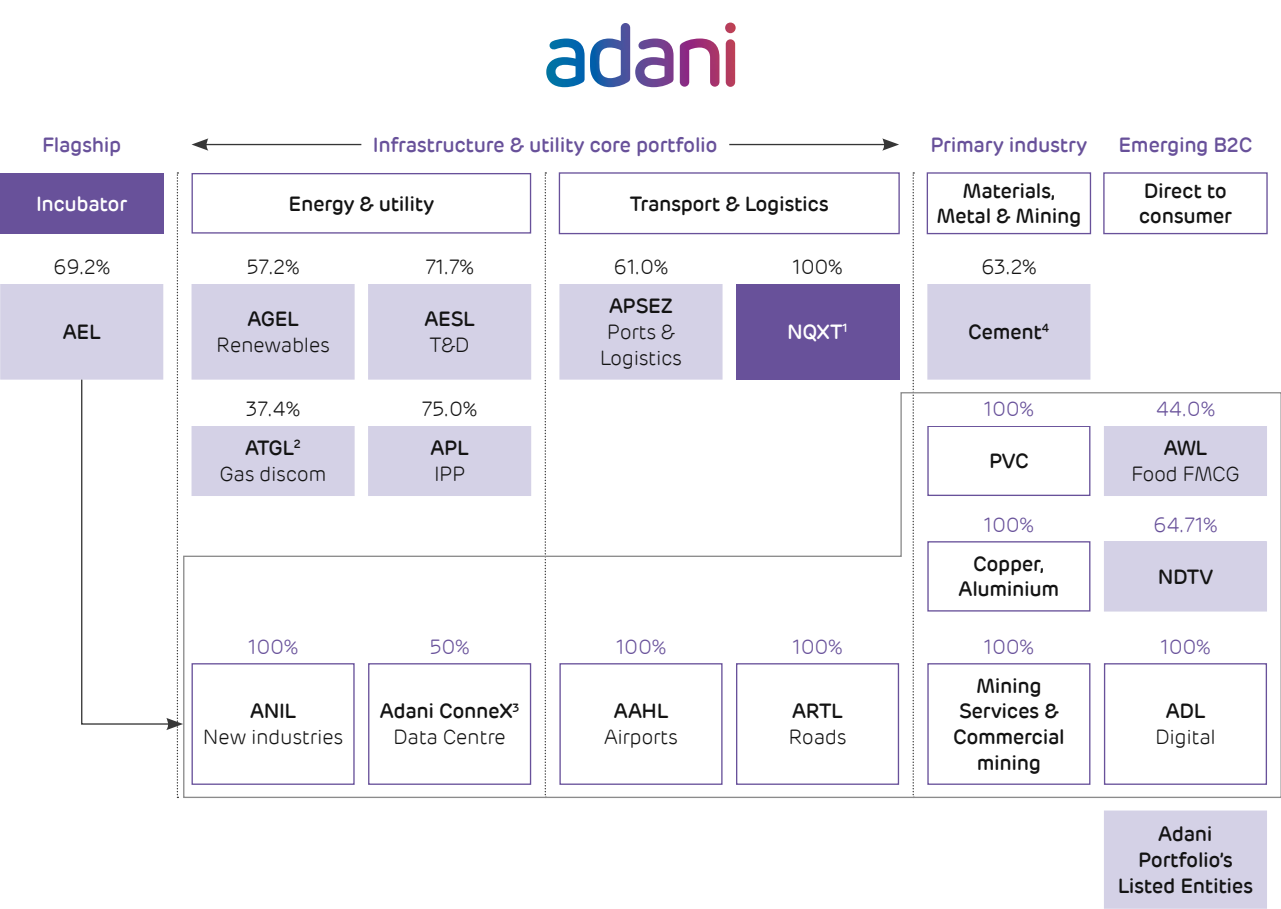 adani
Flagship
Infrastructure & utility core portfolio
Primary industry
Emerging B2C
Incubator
Energy & utility
Transport & Logistics
Materials,
Metal & Mining
Direct to
consumer
69.2%
57.2%
71.7%
61.0%
100%
63.2%
AEL
AGEL
Renewables
AESL
T&D
APSEZ
Ports &
Logistics
NQXT¹
Cement⁴
37.4%
75.0%
100%
44.0%
ATGL²
Gas discom
APL
IPP
PVC
AWL
Food FMCG
100%
64.71%
Copper,
Aluminium
NDTV
100%
50%
100%
100%
100%
100%
ANIL
New industries
Adani ConneX³
Data Centre
AAHL
Airports
ARTL
Roads
Mining
Services &
Commercial
mining
ADL
Digital
Adani
Portfolio's
Listed Entities